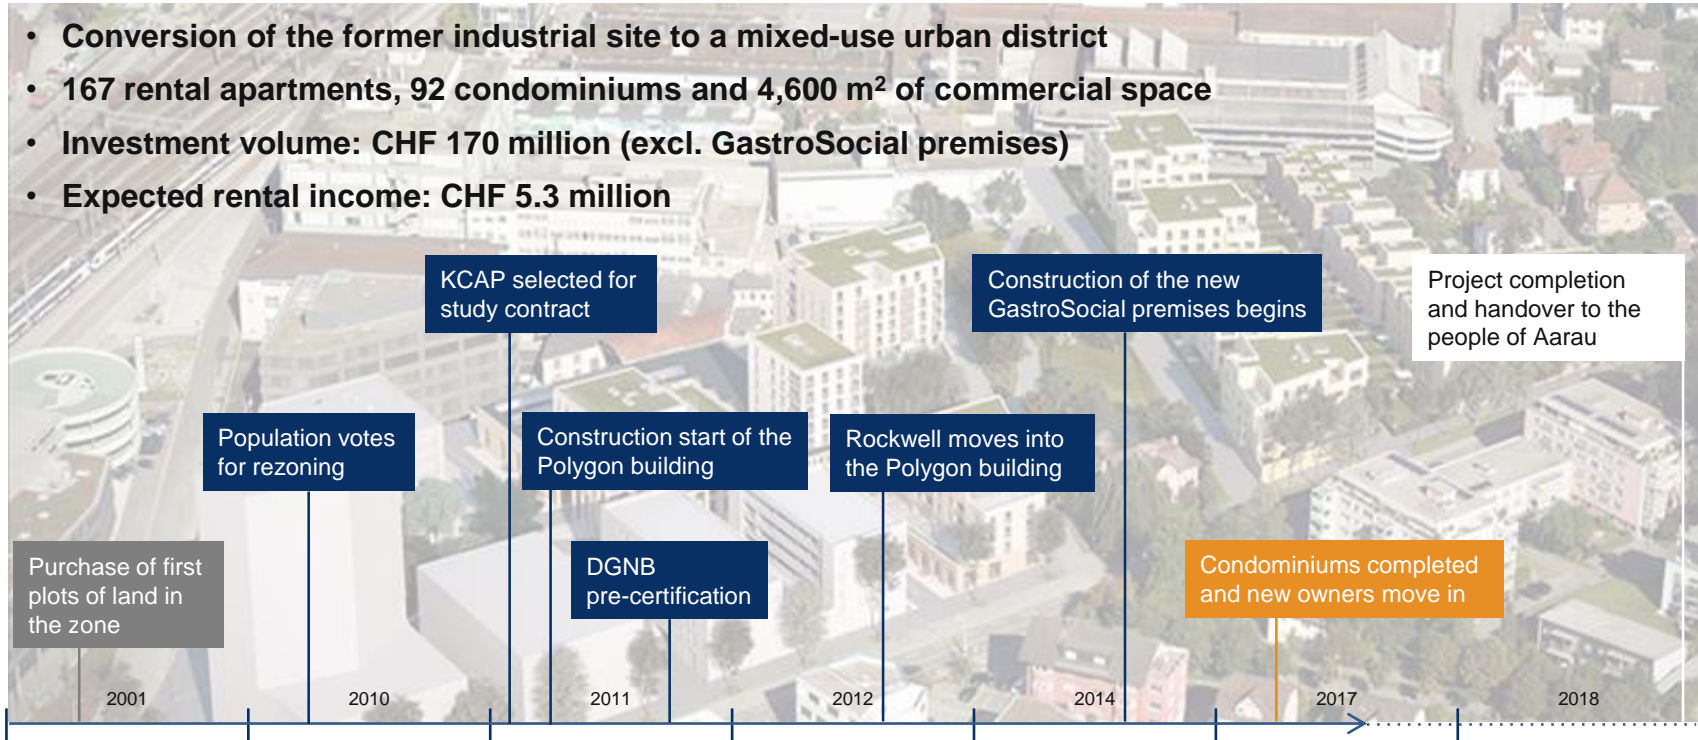 • Conversion of the former industrial site to a mixed-use urban district
• 167 rental apartments, 92 condominiums and 4,600 m² of commercial space
• Investment volume: CHF 170 million (excl. GastroSocial premises)
• Expected rental income: CHF 5.3 million
KCAP selected for
study contract
Construction of the new
GastroSocial premises begins
Project completion
and handover to the
people of Aarau
Population votes
for rezoning
Construction start of the
Polygon building
Rockwell moves into
the Polygon building
Purchase of first
plots of land in
the zone
DGNB
pre-certification
Condominiums completed
and new owners move in
2001 2010 2011 2012 2014 2017 2018